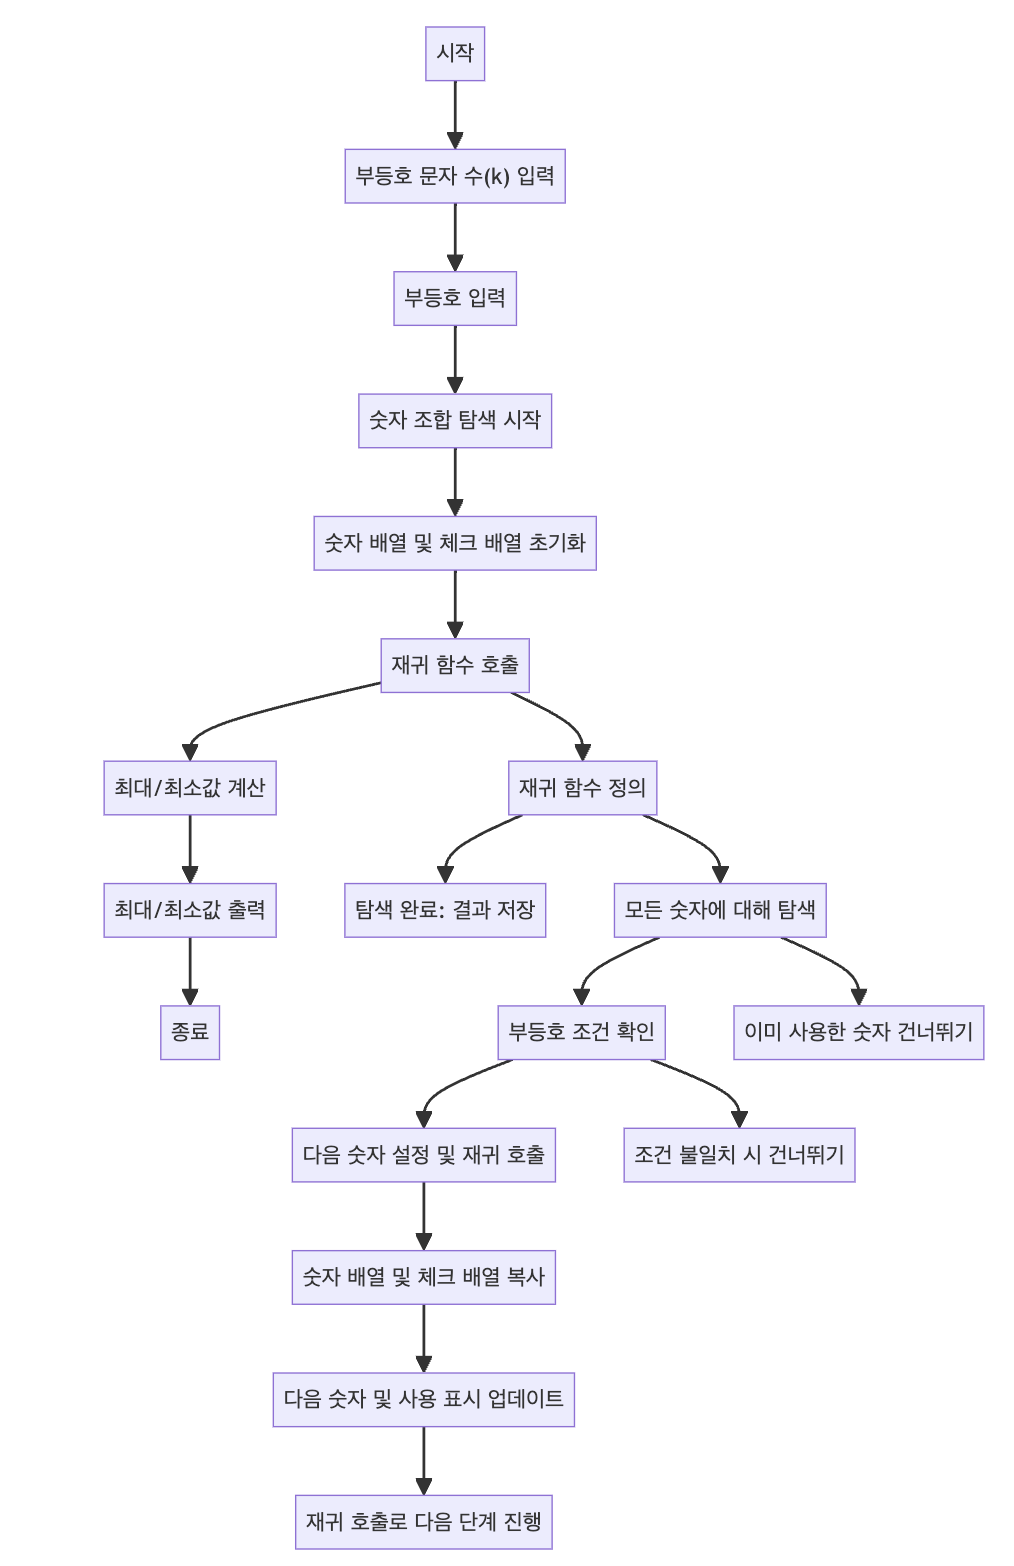 시작
부등호 문자 수(k) 입력
부등호 입력
숫자 조합 탐색 시작
숫자 배열 및 체크 배열 초기화
재귀 함수 호출
최대/최소값 계산
재귀 함수 정의
최대/최소값 출력
탐색 완료: 결과 저장
모든 숫자에 대해 탐색
종료
부등호 조건 확인
이미 사용한 숫자 건너뛰기
다음 숫자 설정 및 재귀 호출
조건 불일치 시 건너뛰기
숫자 배열 및 체크 배열 복사
다음 숫자 및 사용 표시 업데이트
재귀 호출로 다음 단계 진행